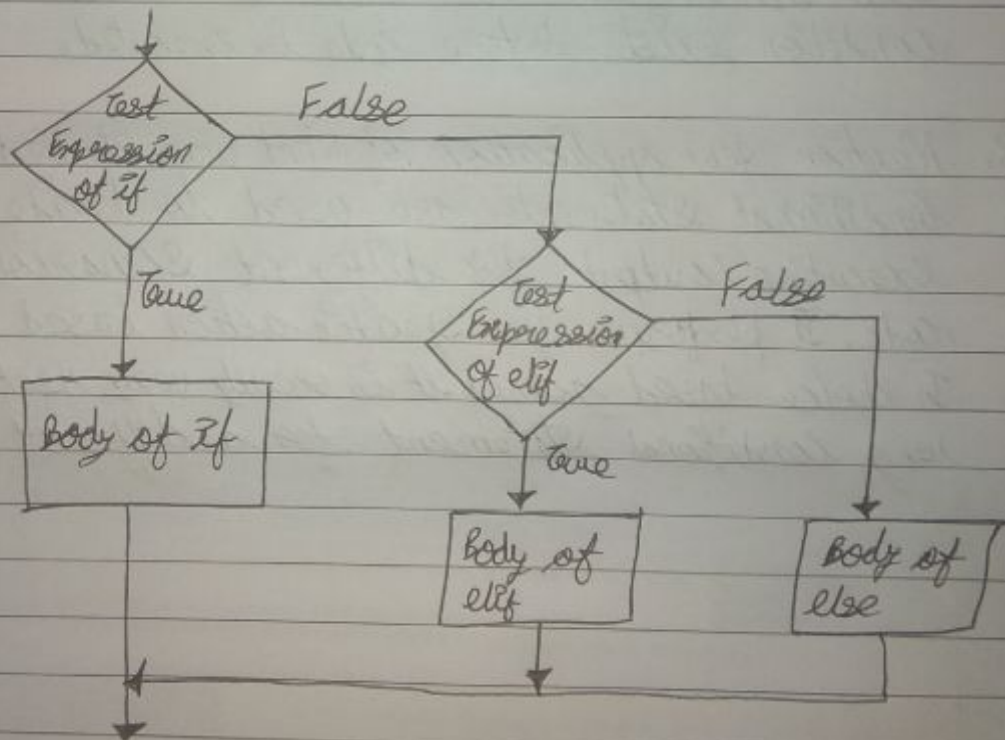 Test
Expression
of if
False
True
Body of If
Test
Expression
of elif
False
True
Body of
elif
Body of
else